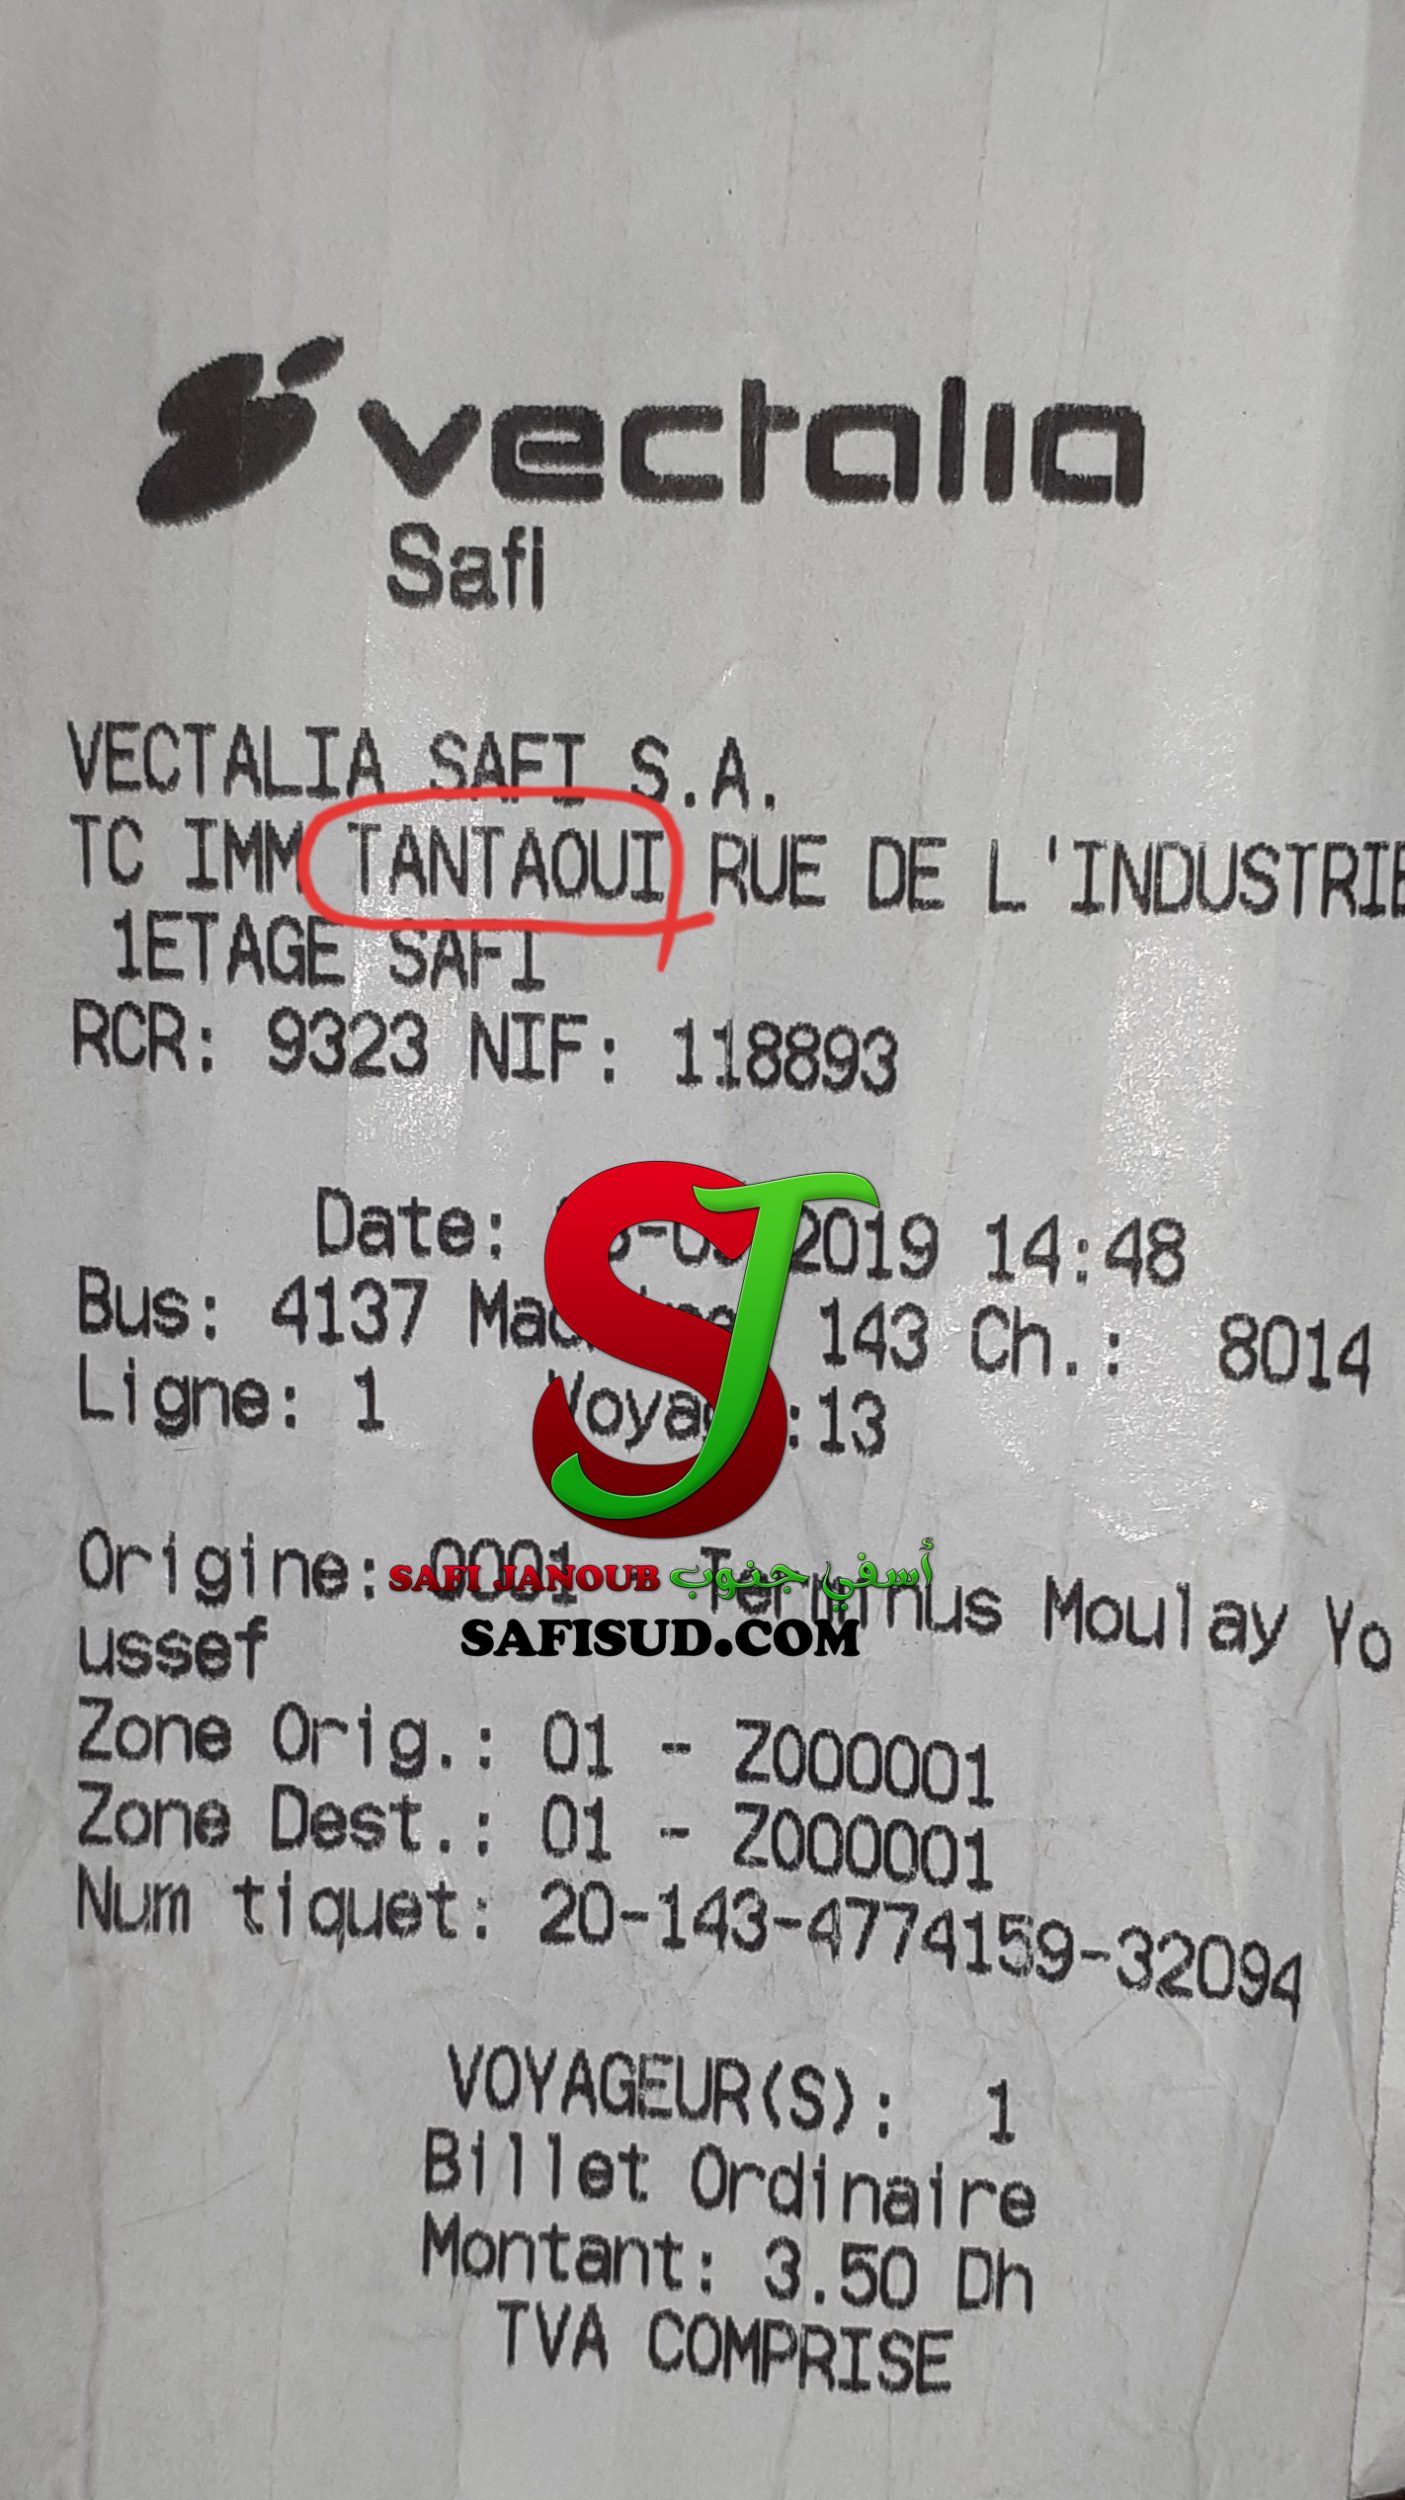 vectalia
Safi
VECTALIA SAFI S.A.
TC IMM TANTAOUI RUE DE L'INDUSTRIE
1ETAGE SAFI
RCR: 9323 NIF: 118893
Date: 2019 14:48
Bus: 4137 143 Ch.: 8014
Ligne: 1 Voyage:13
Origine: 0001 Terminus Moulay Yo
ussef
SAFI JANOUB أسفي جنوب
SAFISUD.COM
Zone Orig.: 01 - Z000001
Zone Dest.: 01 - Z000001
Num tiquet: 20-143-4774159-32094
VOYAGEUR(S): 1
Billet Ordinaire
Montant: 3.50 Dh
TVA COMPRISE